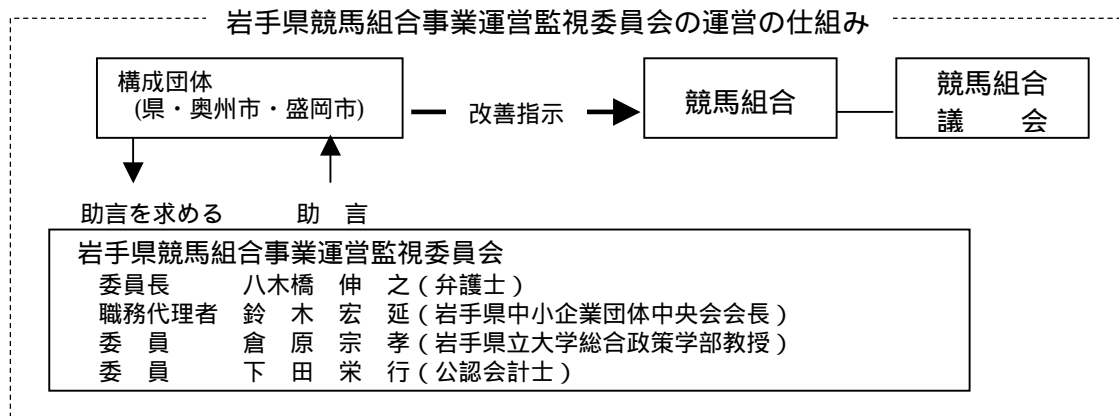 岩手県競馬組合事業運営監視委員会の運営の仕組み
構成団体
(県・奥州市・盛岡市)
改善指示
競馬組合
競馬組合
議　　会
助言を求める
助　言
岩手県競馬組合事業運営監視委員会
委員長　　　八木橋　伸　之（弁護士）
職務代理者　鈴　木　宏　延（岩手県中小企業団体中央会会長）
委　員　　　倉　原　宗　孝（岩手県立大学総合政策学部教授）
委　員　　　下　田　栄　行（公認会計士）